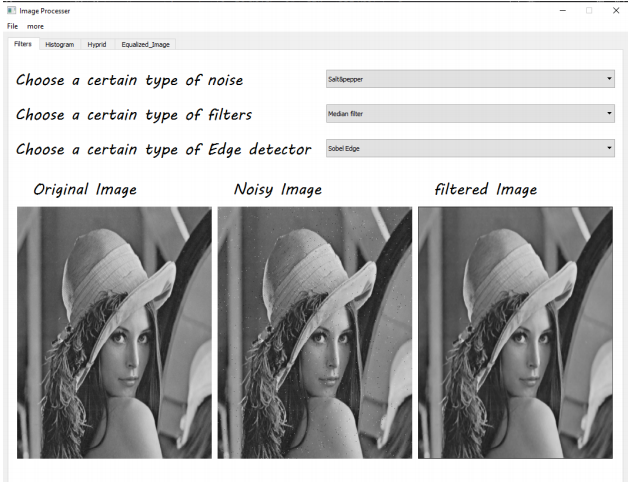 Image Processer
File more
Filters Histogram Hyprid Equalized_Image
Choose a certain type of noise Salt&pepper
Choose a certain type of filters Median filter
Choose a certain type of Edge detector Sobel Edge
Original Image Noisy Image filtered Image